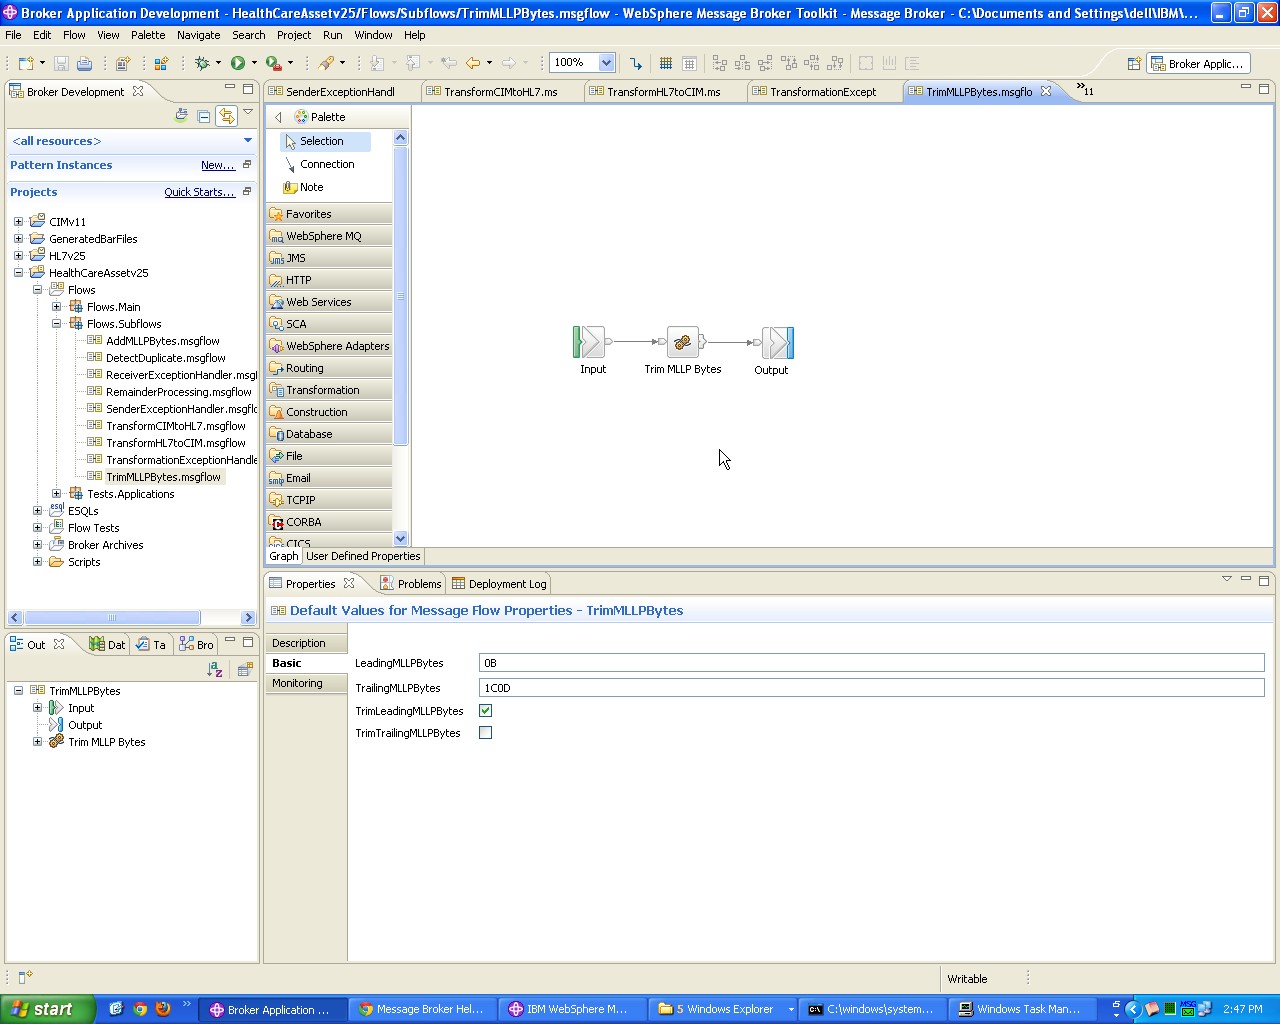 Broker Application Development - HealthCareAssetv25/Flows/Subflows/TrimMLLPBytes.msgflow - WebSphere Message Broker Toolkit - Message Broker - C:\Documents and Settings\dell\IBM\...
File Edit Flow View Palette Navigate Search Project Run Window Help
100%
Broker Applic...
Broker Development
<all resources>
Pattern Instances New...
Projects Quick Starts...
CIMv11
GeneratedBarFiles
HL7v25
HealthCareAssetv25
Flows
Flows.Main
Flows.Subflows
AddMLLPBytes.msgflow
DetectDuplicate.msgflow
ReceiverExceptionHandler.msgfl
RemainderProcessing.msgflow
SenderExceptionHandler.msgflo
TransformCIMtoHL7.msgflow
TransformHL7toCIM.msgflow
TransformationExceptionHandle
TrimMLLPBytes.msgflow
Tests.Applications
ESQLs
Flow Tests
Broker Archives
Scripts
SenderExceptionHandl TransformCIMtoHL7.ms TransformHL7toCIM.ms TransformationExcept TrimMLLPBytes.msgflo »11
Palette
Selection
Connection
Note
Favorites
WebSphere MQ
JMS
HTTP
Web Services
SCA
WebSphere Adapters
Routing
Transformation
Construction
Database
File
Email
TCPIP
CORBA
CICS
Input Trim MLLP Bytes Output
Graph User Defined Properties
Out Dat Ta Bro
TrimMLLPBytes
Input
Output
Trim MLLP Bytes
Properties Problems Deployment Log
Default Values for Message Flow Properties - TrimMLLPBytes
Description
Basic
Monitoring
LeadingMLLPBytes 0B
TrailingMLLPBytes 1C0D
TrimLeadingMLLPBytes
TrimTrailingMLLPBytes
Writable
start Broker Application ... Message Broker Hel... IBM WebSphere M... 5 Windows Explorer C:\windows\system... Windows Task Man... 5 2:47 PM